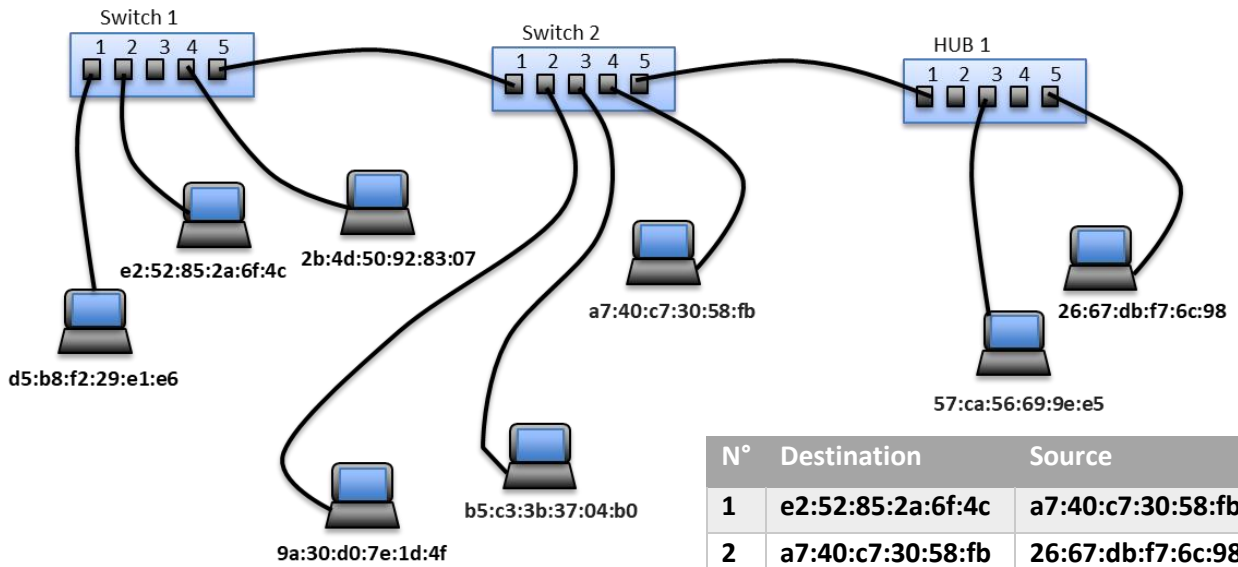 Switch 1
1 2 3 4 5
Switch 2
1 2 3 4 5
HUB 1
1 2 3 4 5
e2:52:85:2a:6f:4c
2b:4d:50:92:83:07
d5:b8:f2:29:e1:e6
a7:40:c7:30:58:fb
26:67:db:f7:6c:98
57:ca:56:69:9e:e5
b5:c3:3b:37:04:b0
9a:30:d0:7e:1d:4f
N° Destination Source
1 e2:52:85:2a:6f:4c a7:40:c7:30:58:fb
2 a7:40:c7:30:58:fb 26:67:db:f7:6c:98